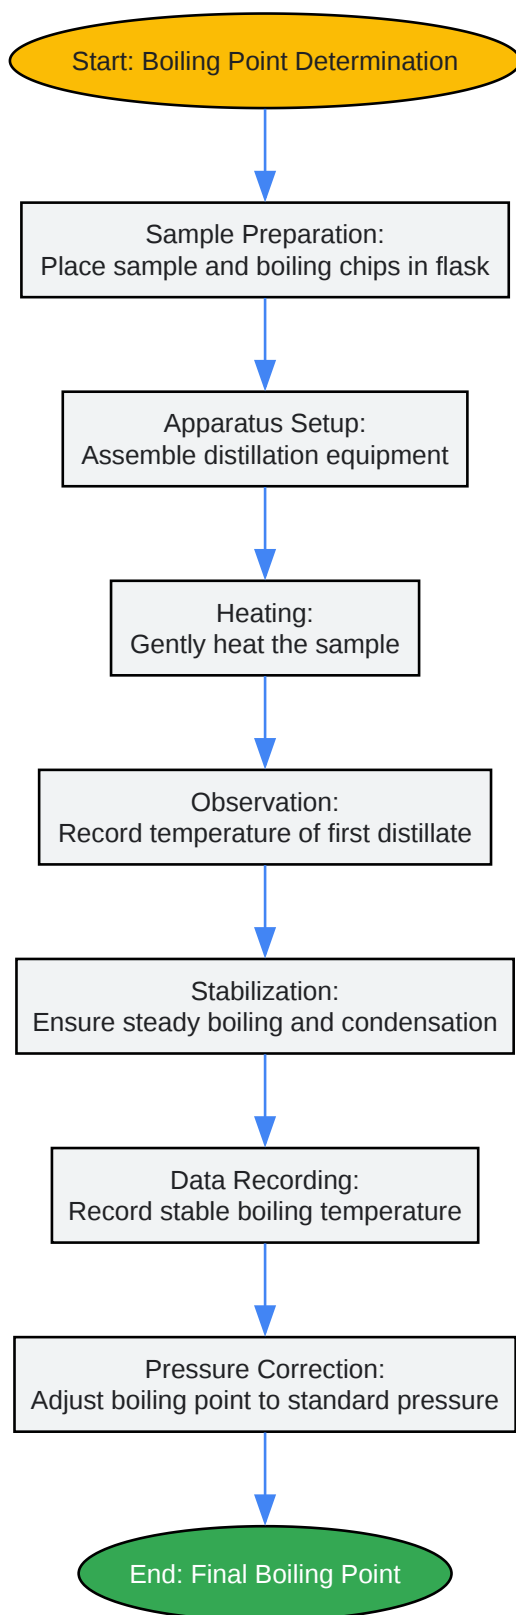 Start: Boiling Point Determination
Sample Preparation:
Place sample and boiling chips in flask
Apparatus Setup:
Assemble distillation equipment
Heating:
Gently heat the sample
Observation:
Record temperature of first distillate
Stabilization:
Ensure steady boiling and condensation
Data Recording:
Record stable boiling temperature
Pressure Correction:
Adjust boiling point to standard pressure
End: Final Boiling Point